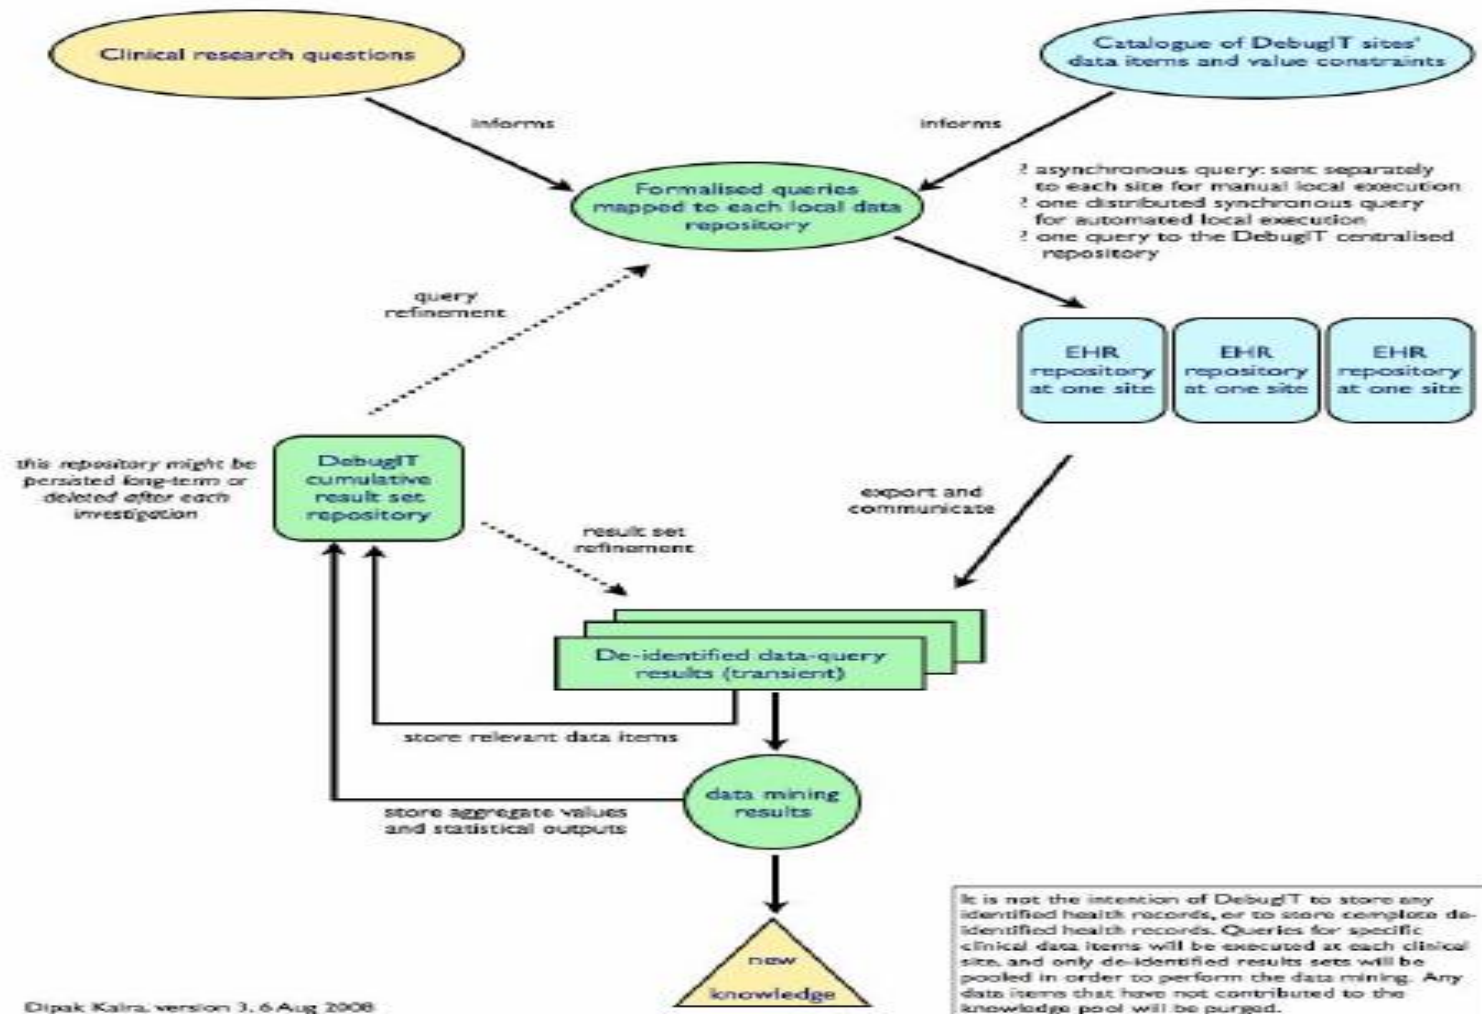 Clinical research questions
Catalogue of DebugIT sites'
data items and value constraints
informs
informs
Formalised queries
mapped to each local data
repository
? asynchronous query: sent separately
to each site for manual local execution
? one distributed synchronous query
for automated local execution
? one query to the DebugIT centralised
repository
query
refinement
EHR
repository
at one site
EHR
repository
at one site
EHR
repository
at one site
this repository might be
persisted long-term or
deleted after each
investigation
DebugIT
cumulative
result set
repository
export and
communicate
result set
refinement
De-identified data-query
results (transient)
store relevant data items
data mining
results
store aggregate values
and statistical outputs
new
knowledge
It is not the intention of DebugIT to store any
identified health records, or to store complete de-
identified health records. Queries for specific
clinical data items will be executed at each clinical
site, and only de-identified results sets will be
pooled in order to perform the data mining. Any
data items that have not contributed to the
knowledge pool will be purged.
Dipak Kalra, version 3, 6 Aug 2008